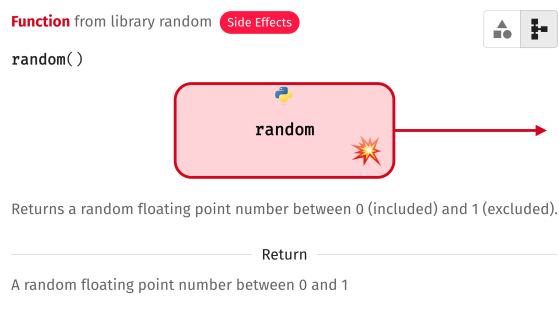 Function from library random Side Effects
random()
random
Returns a random floating point number between 0 (included) and 1 (excluded).
Return
A random floating point number between 0 and 1